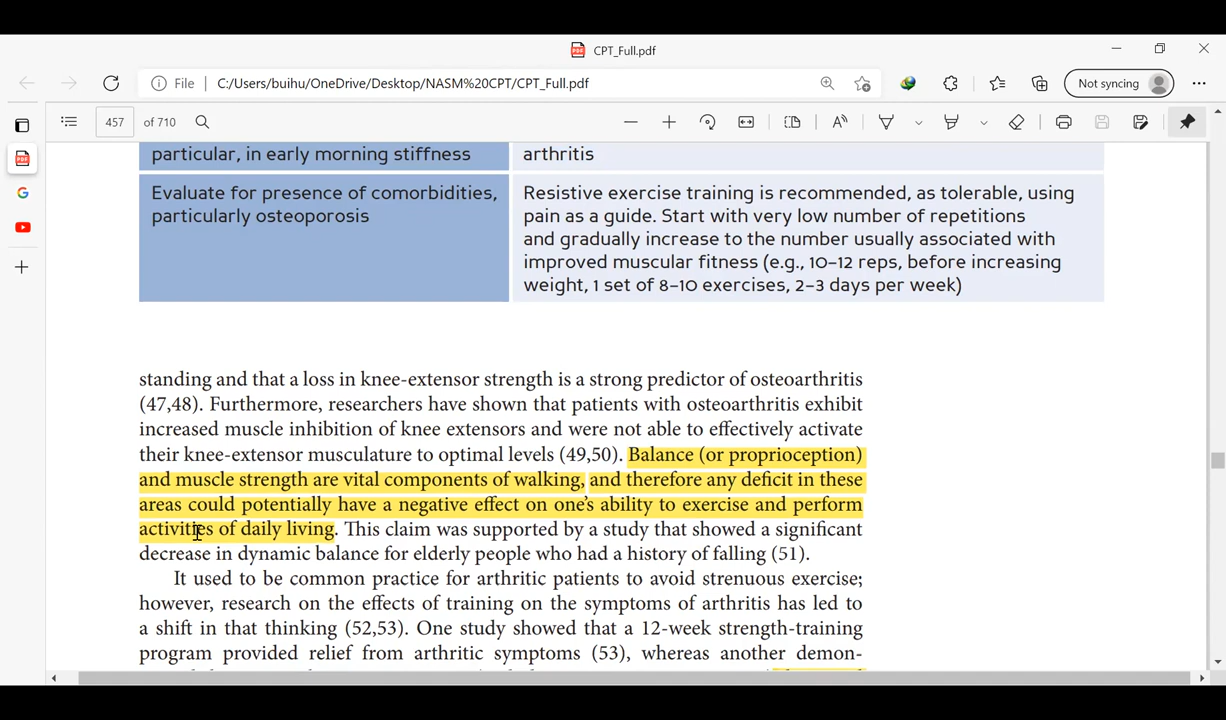 CPT_Full.pdf
File | C:/Users/buihu/OneDrive/Desktop/NASM%20CPT/CPT_Full.pdf
Not syncing
457 of 710
particular, in early morning stiffness
arthritis
Evaluate for presence of comorbidities,
particularly osteoporosis
Resistive exercise training is recommended, as tolerable, using
pain as a guide. Start with very low number of repetitions
and gradually increase to the number usually associated with
improved muscular fitness (e.g., 10–12 reps, before increasing
weight, 1 set of 8–10 exercises, 2–3 days per week)
standing and that a loss in knee-extensor strength is a strong predictor of osteoarthritis
(47,48). Furthermore, researchers have shown that patients with osteoarthritis exhibit
increased muscle inhibition of knee extensors and were not able to effectively activate
their knee-extensor musculature to optimal levels (49,50). Balance (or proprioception)
and muscle strength are vital components of walking, and therefore any deficit in these
areas could potentially have a negative effect on one’s ability to exercise and perform
activities of daily living. This claim was supported by a study that showed a significant
decrease in dynamic balance for elderly people who had a history of falling (51).
It used to be common practice for arthritic patients to avoid strenuous exercise;
however, research on the effects of training on the symptoms of arthritis has led to
a shift in that thinking (52,53). One study showed that a 12-week strength-training
program provided relief from arthritic symptoms (53), whereas another demon-